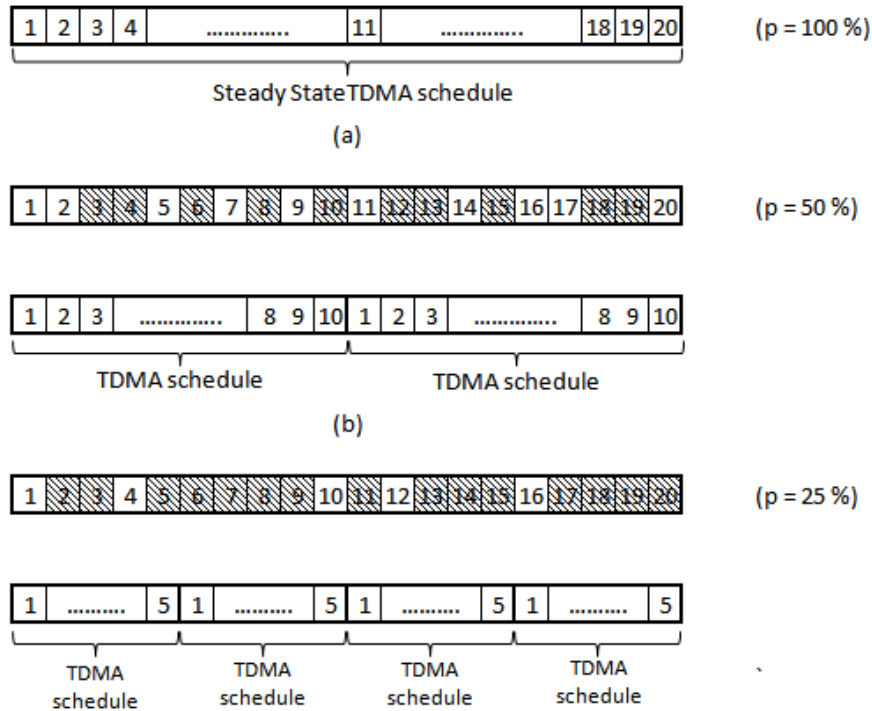 1 2 3 4 ………….. 11 ………….. 18 19 20 (p = 100 %)
Steady StateTDMA schedule
(a)
1 2 3 4 5 6 7 8 9 10 11 12 13 14 15 16 17 18 19 20 (p = 50 %)
1 2 3 ………….. 8 9 10 1 2 3 ………….. 8 9 10
TDMA schedule TDMA schedule
(b)
1 2 3 4 5 6 7 8 9 10 11 12 13 14 15 16 17 18 19 20 (p = 25 %)
1 ………. 5 1 ………. 5 1 ………. 5 1 ………. 5
TDMA TDMA TDMA TDMA `
schedule schedule schedule schedule